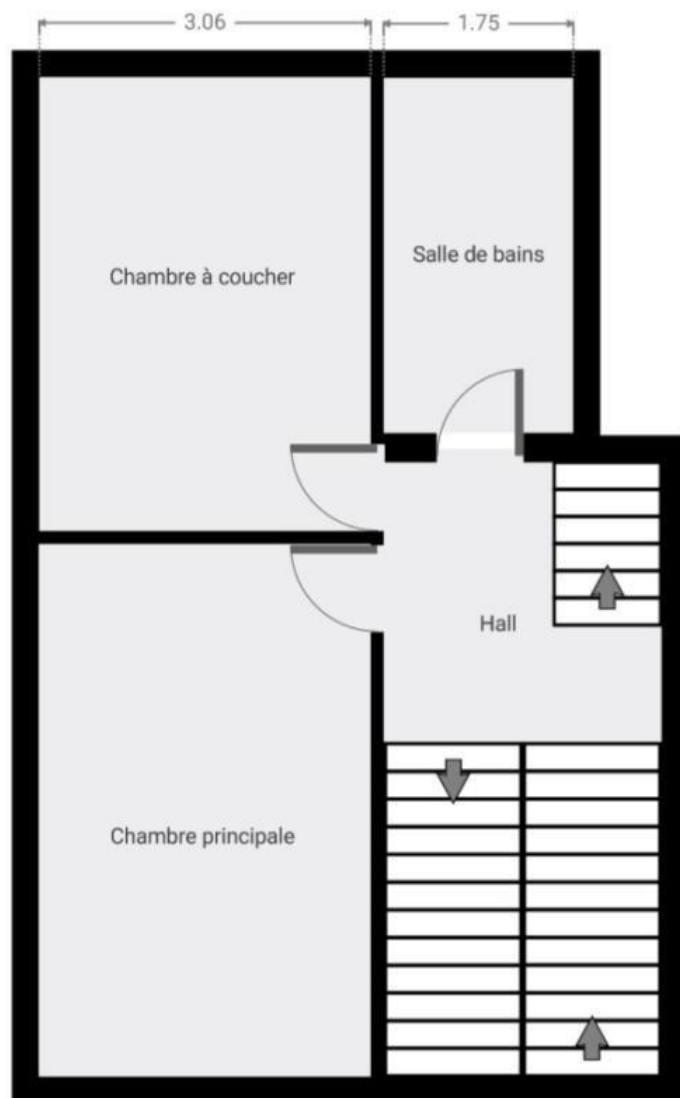 3.06
1.75
Chambre à coucher
Salle de bains
Hall
Chambre principale